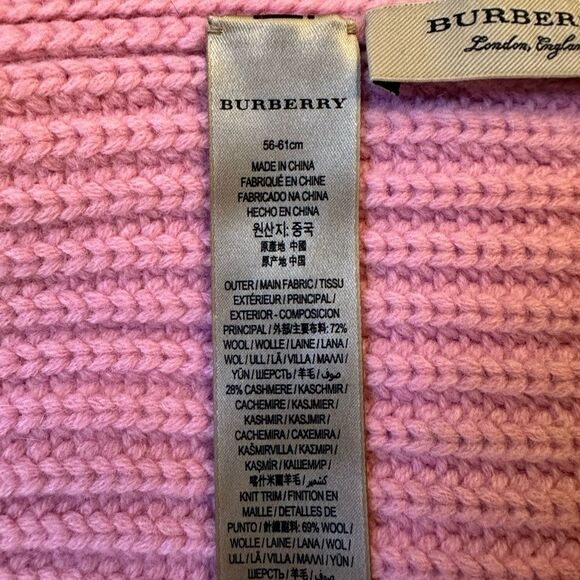 BURBERRY
London, Englan
BURBERRY
56-61cm
MADE IN CHINA
FABRIQUÉ EN CHINE
FABRICADO NA CHINA
HECHO EN CHINA
원산지: 중국
原產地 中國
原产地 中国
OUTER / MAIN FABRIC / TISSU
EXTÉRIEUR / PRINCIPAL /
EXTERIOR - COMPOSICION
PRINCIPAL / 外部/主要布料: 72%
WOOL / WOLLE / LAINE / LANA /
WOL / ULL / LÃ / VILLA / ΜΑΛΛΙ /
YÜN / ШЕРСТЬ / 羊毛 / صوف /
28% CASHMERE / KASCHMIR /
CACHEMIRE / KASJMIER /
KASHMIR / KASJMIR /
CACHEMIRA / CAXEMIRA /
KAŠMIRVILLA / ΚΑΣΜΙΡΙ /
KAŞMİR / КАШЕМИР /
喀什米爾羊毛 / كشمير /
KNIT TRIM / FINITION EN
MAILLE / DETALLES DE
PUNTO / 針織輔料: 69% WOOL /
WOLLE / LAINE / LANA / WOL /
ULL / LÃ / VILLA / ΜΑΛΛΙ / YÜN /
ШЕРСТЬ / 羊毛 / صوف /